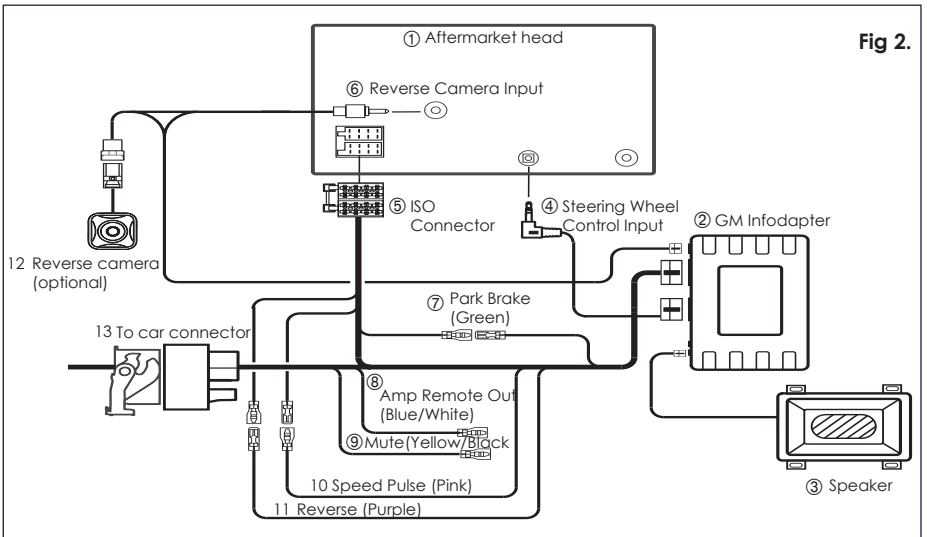 Fig 2.
① Aftermarket head
⑥ Reverse Camera Input
⑤ ISO
Connector
④ Steering Wheel
Control Input
② GM Infodapter
12 Reverse camera
(optional)
⑦ Park Brake
(Green)
13 To car connector
⑧
Amp Remote Out
(Blue/White)
⑨Mute(Yellow/Black
10 Speed Pulse (Pink)
11 Reverse (Purple)
③ Speaker